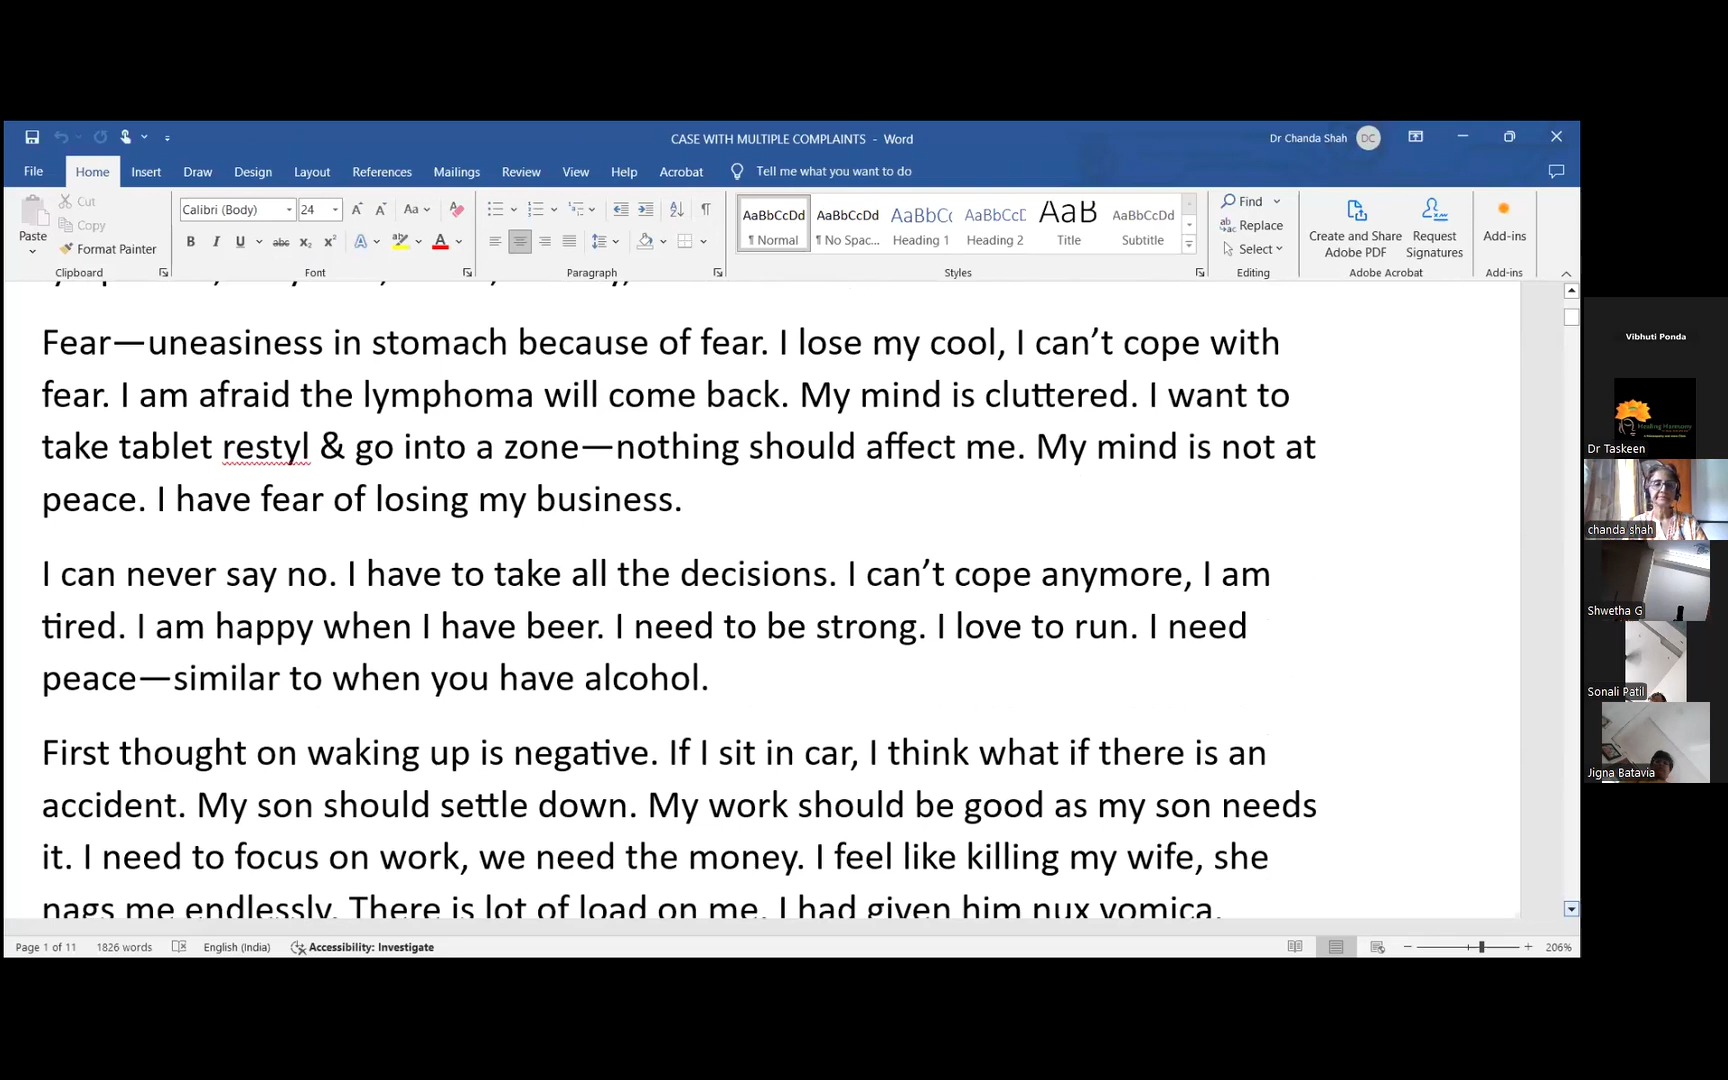 CASE WITH MULTIPLE COMPLAINTS - Word
Dr Chanda Shah DC
File Home Insert Draw Design Layout References Mailings Review View Help Acrobat Tell me what you want to do
Paste
Cut
Copy
Format Painter
Clipboard
Calibri (Body) 24
Font
Paragraph
AaBbCcDd AaBbCcDd AaBbCc AaBbCcD AaB AaBbCcDd
¶ Normal ¶ No Spac... Heading 1 Heading 2 Title Subtitle
Styles
Find
Replace
Select
Editing
Create and Share Adobe PDF
Request Signatures
Adobe Acrobat
Add-ins
Add-ins
Fear—uneasiness in stomach because of fear. I lose my cool, I can’t cope with
fear. I am afraid the lymphoma will come back. My mind is cluttered. I want to
take tablet restyl & go into a zone—nothing should affect me. My mind is not at
peace. I have fear of losing my business.
I can never say no. I have to take all the decisions. I can’t cope anymore, I am
tired. I am happy when I have beer. I need to be strong. I love to run. I need
peace—similar to when you have alcohol.
First thought on waking up is negative. If I sit in car, I think what if there is an
accident. My son should settle down. My work should be good as my son needs
it. I need to focus on work, we need the money. I feel like killing my wife, she
nags me endlessly. There is lot of load on me. I had given him nux vomica.
Page 1 of 11 1826 words English (India) Accessibility: Investigate 206%
Vibhuti Ponda
Healing Harmony
Dr Taskeen
chanda shah
Shwetha G
Sonali Patil
Jigna Batavia